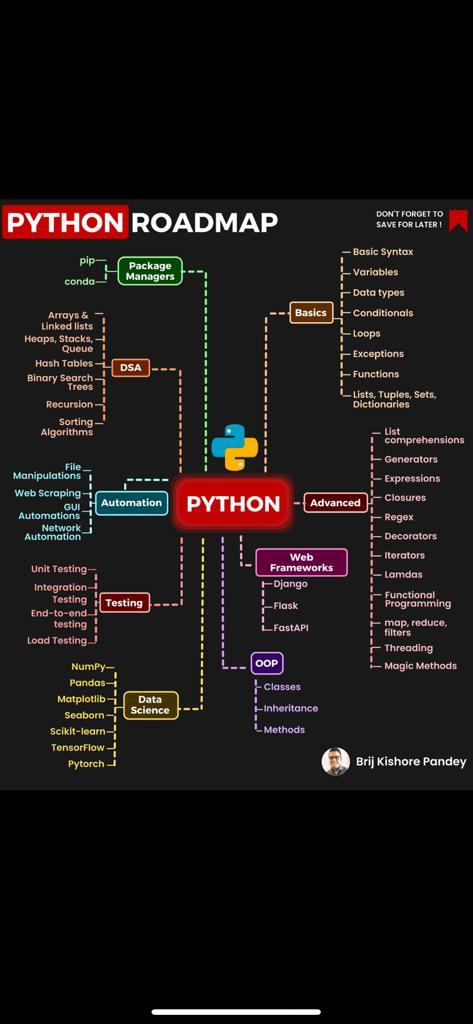 PYTHON ROADMAP
DON'T FORGET TO
SAVE FOR LATER !
pip
conda
Package
Managers
Arrays &
Linked lists
Heaps, Stacks,
Queue
Hash Tables
Binary Search
Trees
Recursion
Sorting
Algorithms
DSA
File
Manipulations
Web Scraping
GUI
Automations
Network
Automation
Automation
Unit Testing
Integration
Testing
End-to-end
testing
Load Testing
Testing
NumPy
Pandas
Matplotlib
Seaborn
Scikit-learn
TensorFlow
Pytorch
Data
Science
PYTHON
Basics
Basic Syntax
Variables
Data types
Conditionals
Loops
Exceptions
Functions
Lists, Tuples, Sets,
Dictionaries
Advanced
List
comprehensions
Generators
Expressions
Closures
Regex
Decorators
Iterators
Lamdas
Functional
Programming
map, reduce,
filters
Threading
Magic Methods
Web
Frameworks
Django
Flask
FastAPI
OOP
Classes
Inheritance
Methods
Brij Kishore Pandey